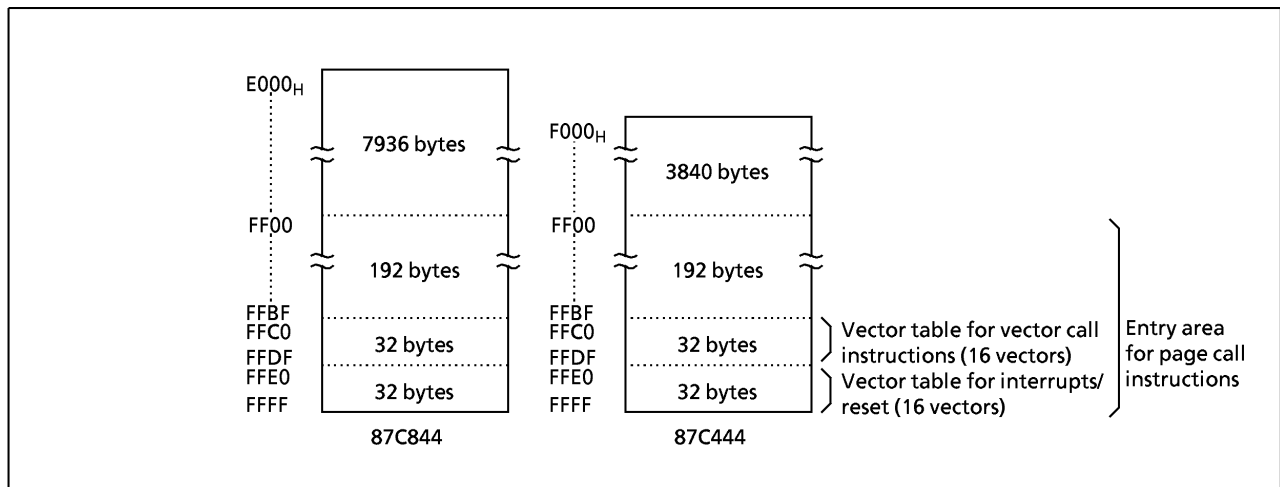 E000H
7936 bytes
FF00
192 bytes
FFBF
FFC0
32 bytes
FFDF
FFE0
32 bytes
FFFF
87C844
F000H
3840 bytes
FF00
192 bytes
FFBF
FFC0
32 bytes
FFDF
FFE0
32 bytes
FFFF
87C444
Vector table for vector call
instructions (16 vectors)
Vector table for interrupts/
reset (16 vectors)
Entry area
for page call
instructions